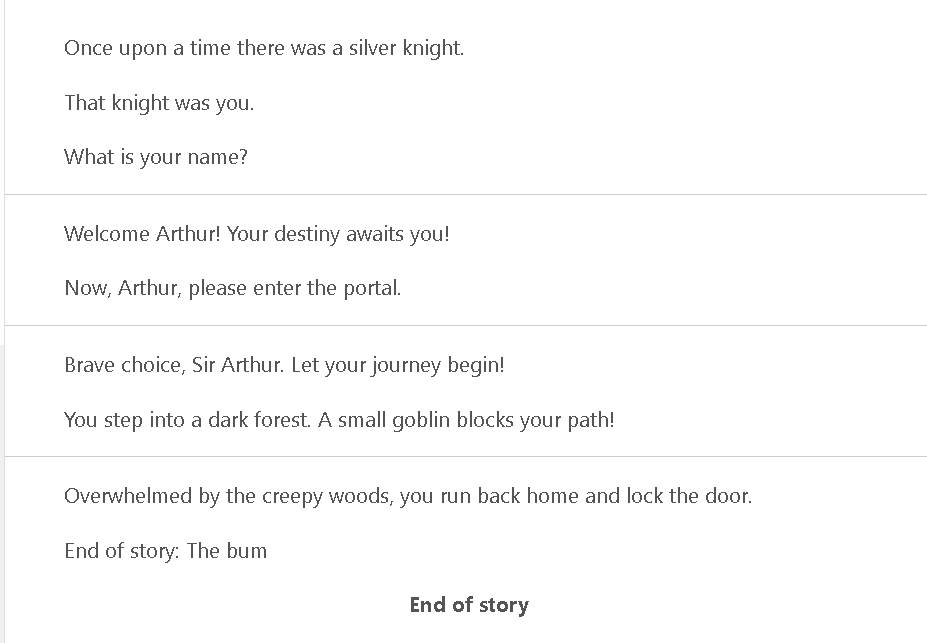 Once upon a time there was a silver knight.
That knight was you.
What is your name?
Welcome Arthur! Your destiny awaits you!
Now, Arthur, please enter the portal.
Brave choice, Sir Arthur. Let your journey begin!
You step into a dark forest. A small goblin blocks your path!
Overwhelmed by the creepy woods, you run back home and lock the door.
End of story: The bum
End of story